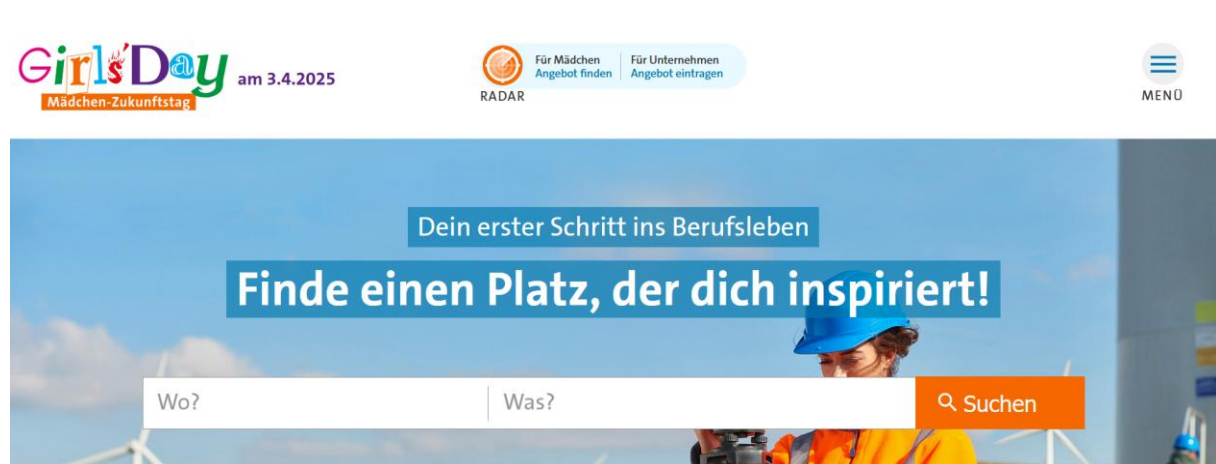 Girls'Day
Mädchen-Zukunftstag
am 3.4.2025
RADAR
Für Mädchen
Angebot finden
Für Unternehmen
Angebot eintragen
MENÜ
Dein erster Schritt ins Berufsleben
Finde einen Platz, der dich inspiriert!
Wo?
Was?
Suchen